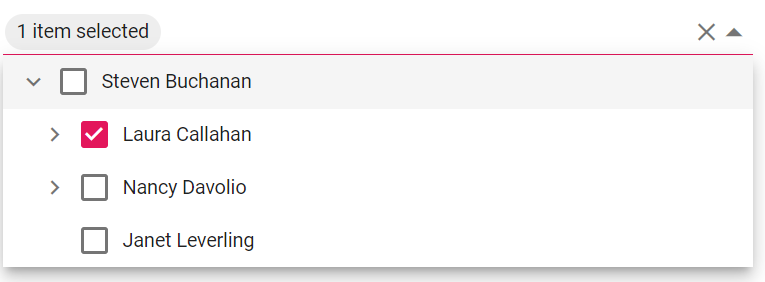 1 item selected
Steven Buchanan
Laura Callahan
Nancy Davolio
Janet Leverling